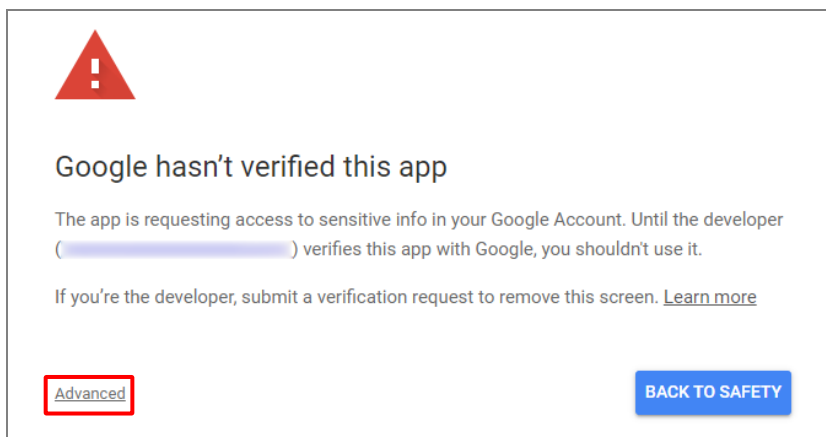 Google hasn't verified this app
The app is requesting access to sensitive info in your Google Account. Until the developer
( ) verifies this app with Google, you shouldn't use it.
If you're the developer, submit a verification request to remove this screen. Learn more
Advanced
BACK TO SAFETY